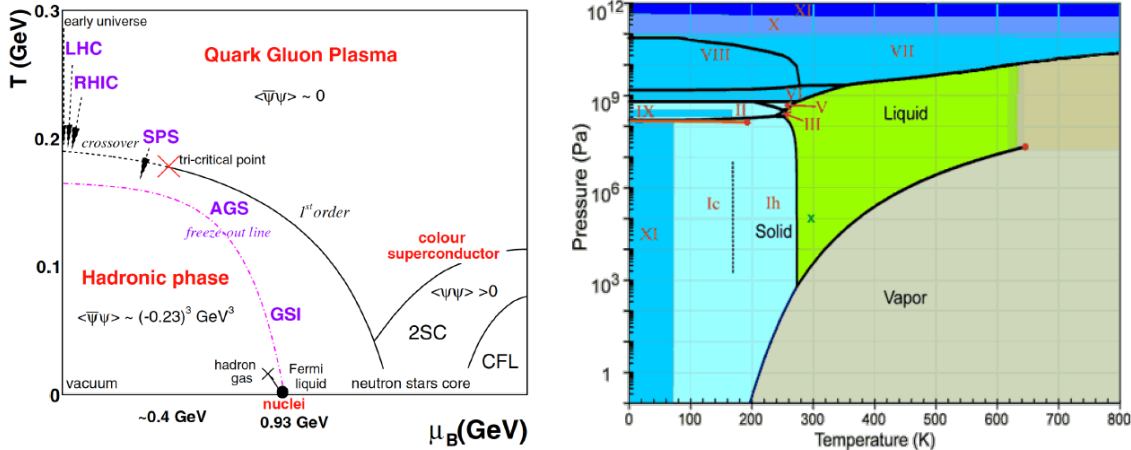 T (GeV)
0.3
0.2
0.1
0
early universe
LHC
RHIC
Quark Gluon Plasma
<ψ̅ψ> ~ 0
SPS
crossover
tri-critical point
AGS
freeze-out line
1st order
colour
superconductor
Hadronic phase
<ψψ> >0
<ψ̅ψ> ~ (-0.23)³ GeV³
GSI
2SC
CFL
hadron
gas
Fermi
liquid
neutron stars core
vacuum
nuclei
~0.4 GeV
0.93 GeV
μB(GeV)
Pressure (Pa)
10¹²
10⁹
10⁶
10³
1
XI
X
VIII
VII
VI
V
IX
II
III
Liquid
Ic
Ih
x
XI
Solid
Vapor
0
100
200
300
400
500
600
700
800
Temperature (K)